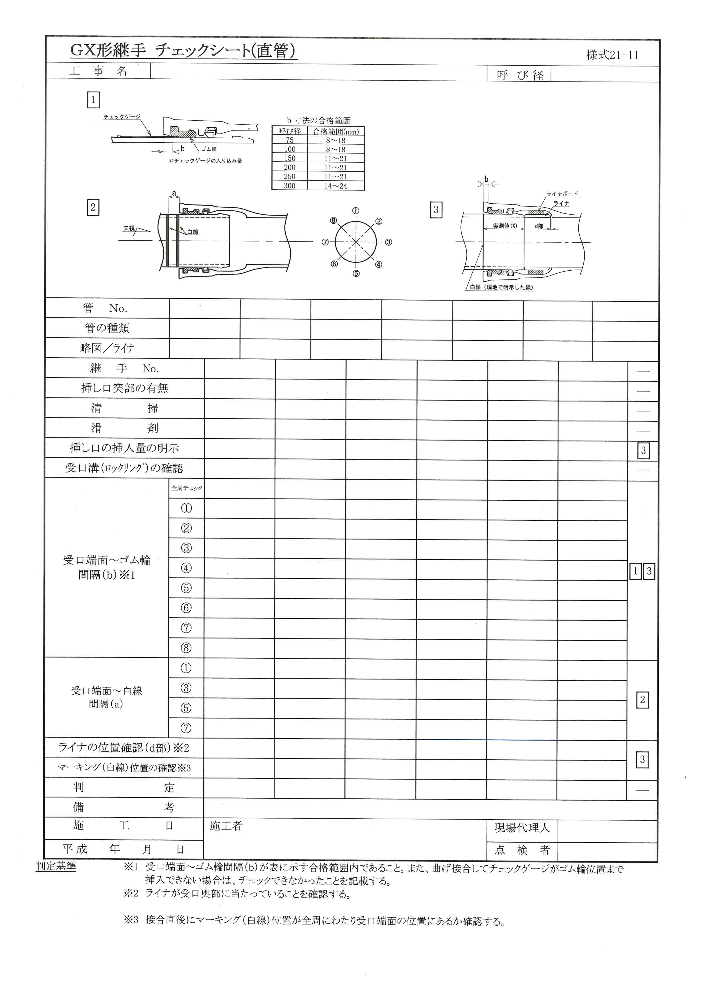 GX形継手 チェックシート(直管)
様式21-11
工 事 名
呼 び 径
1
チェックゲージ
b
ゴム輪
b:チェックゲージの入り込み量
b 寸法の合格範囲
呼び径 合格範囲(mm)
75 8～18
100 8～18
150 11～21
200 11～21
250 11～21
300 14～24
2
a
矢視
白線
①
②
③
④
⑤
⑥
⑦
⑧
3
b
ライナボード
ライナ
実測値(X)
d部
白線(現地で明示した線)
管 No.
管の種類
略図／ライナ
継 手 No. ―
挿し口突部の有無 ―
清 掃 ―
滑 剤 ―
挿し口の挿入量の明示 3
受口溝(ロックリング)の確認 ―
全周チェック
①
②
③
受口端面～ゴム輪
間隔(b)※1
④
1 3
⑤
⑥
⑦
⑧
①
③
受口端面～白線
間隔(a)
2
⑤
⑦
ライナの位置確認(d部)※2
マーキング(白線)位置の確認※3
3
判 定 ―
備 考
施 工 日
施工者
現場代理人
平成 年 月 日
点 検 者
判定基準
※1 受口端面～ゴム輪間隔(b)が表に示す合格範囲内であること。また、曲げ接合してチェックゲージがゴム輪位置まで
挿入できない場合は、チェックできなかったことを記載する。
※2 ライナが受口奥部に当たっていることを確認する。
※3 接合直後にマーキング(白線)位置が全周にわたり受口端面の位置にあるか確認する。